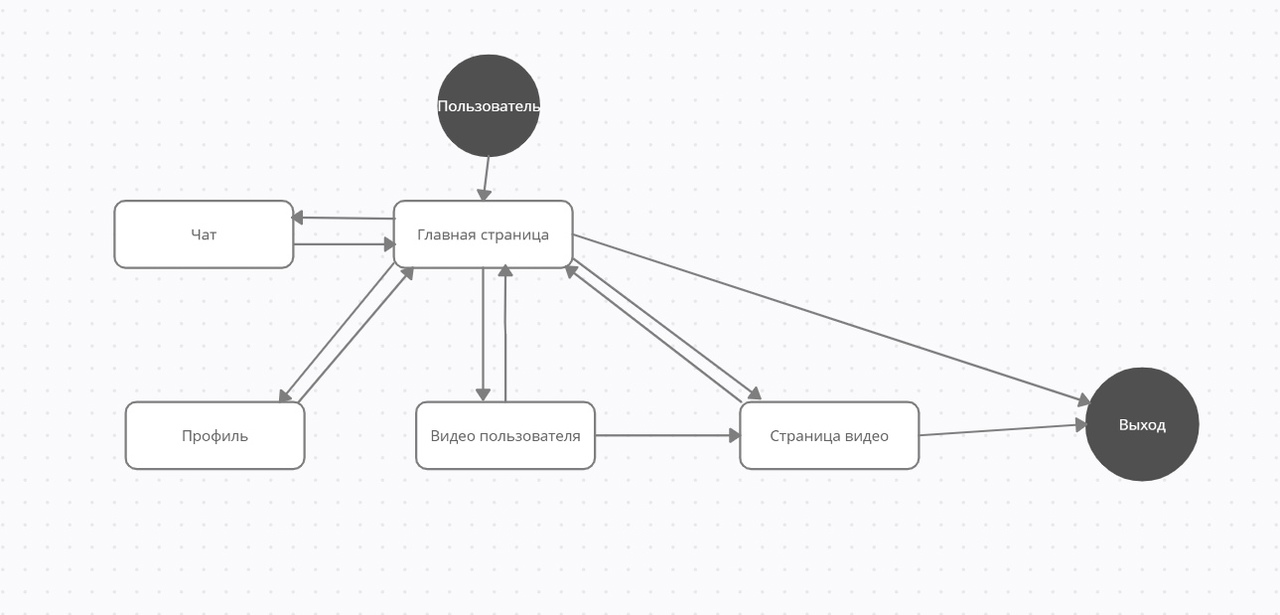 Пользователь
Чат
Главная страница
Профиль
Видео пользователя
Страница видео
Выход